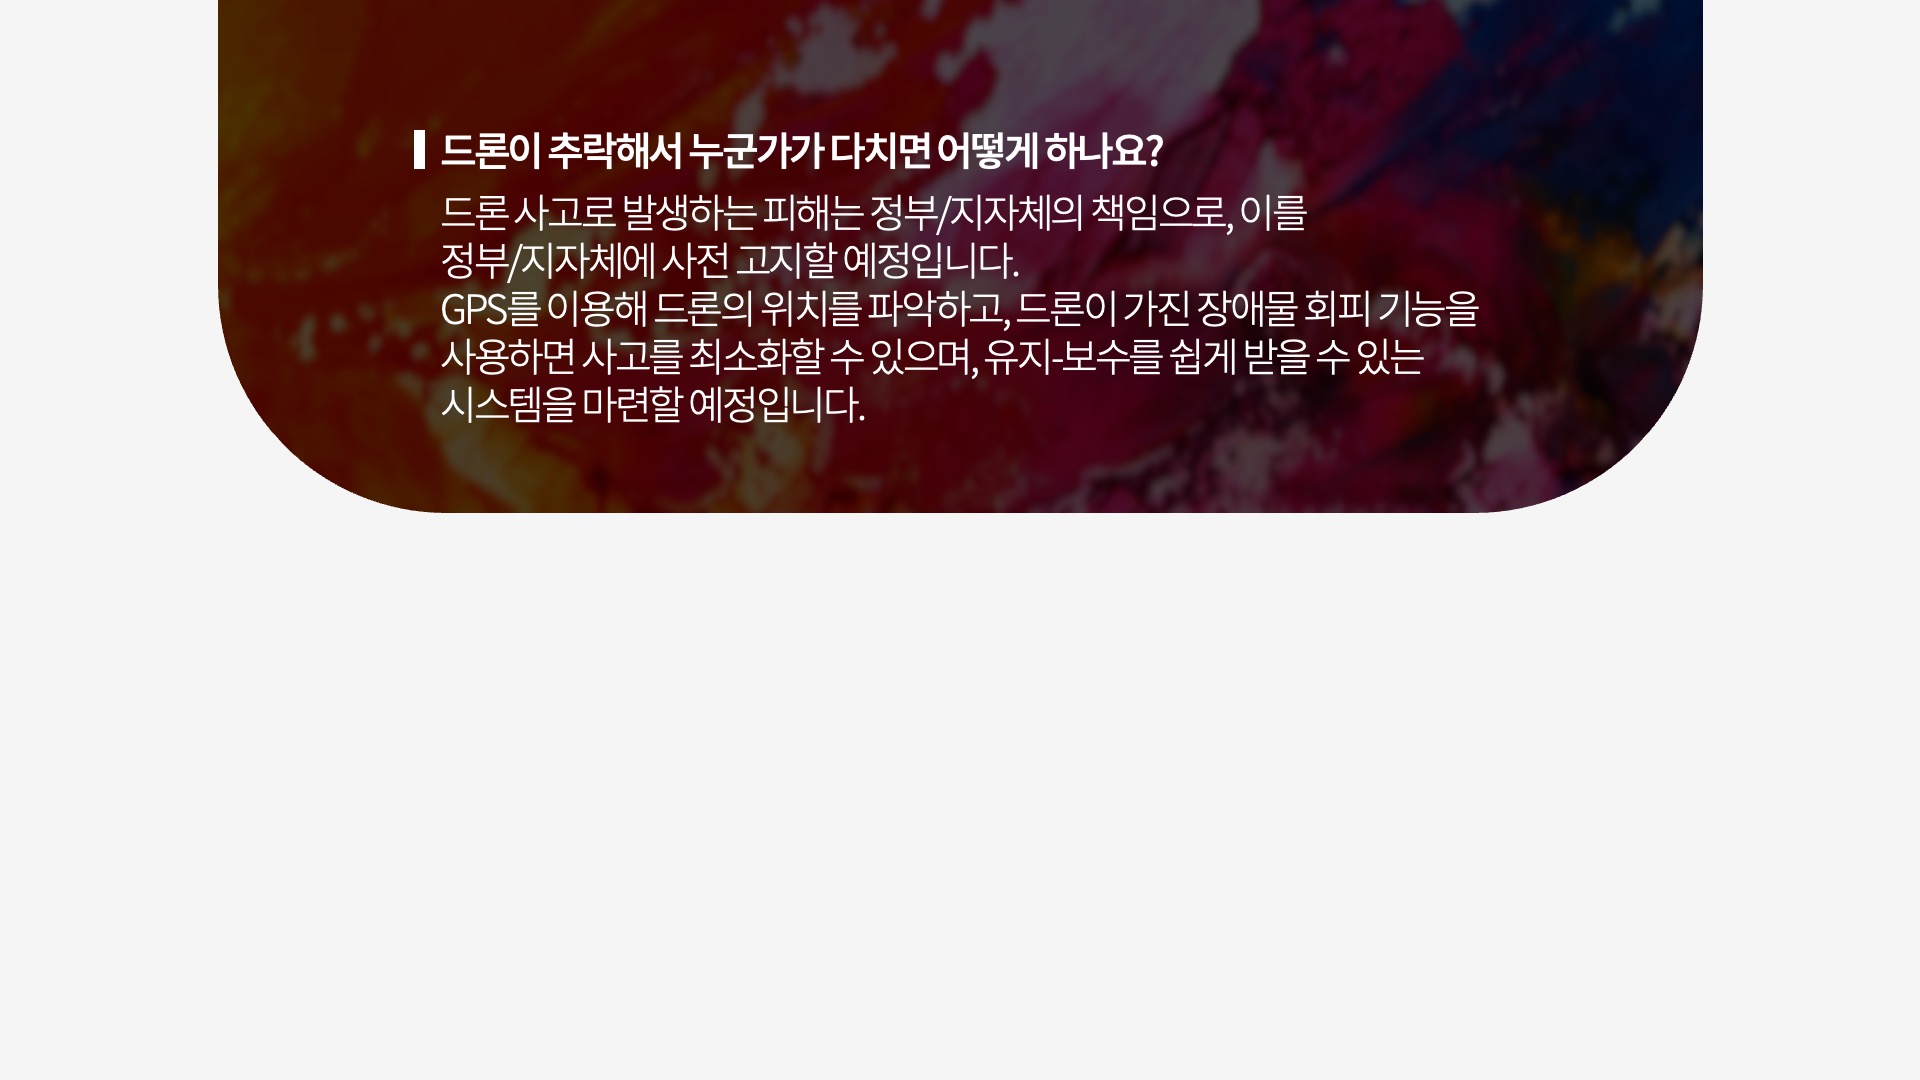 드론이 추락해서 누군가가 다치면 어떻게 하나요?
드론 사고로 발생하는 피해는 정부/지자체의 책임으로, 이를
정부/지자체에 사전 고지할 예정입니다.
GPS를 이용해 드론의 위치를 파악하고, 드론이 가진 장애물 회피 기능을
사용하면 사고를 최소화할 수 있으며, 유지-보수를 쉽게 받을 수 있는
시스템을 마련할 예정입니다.